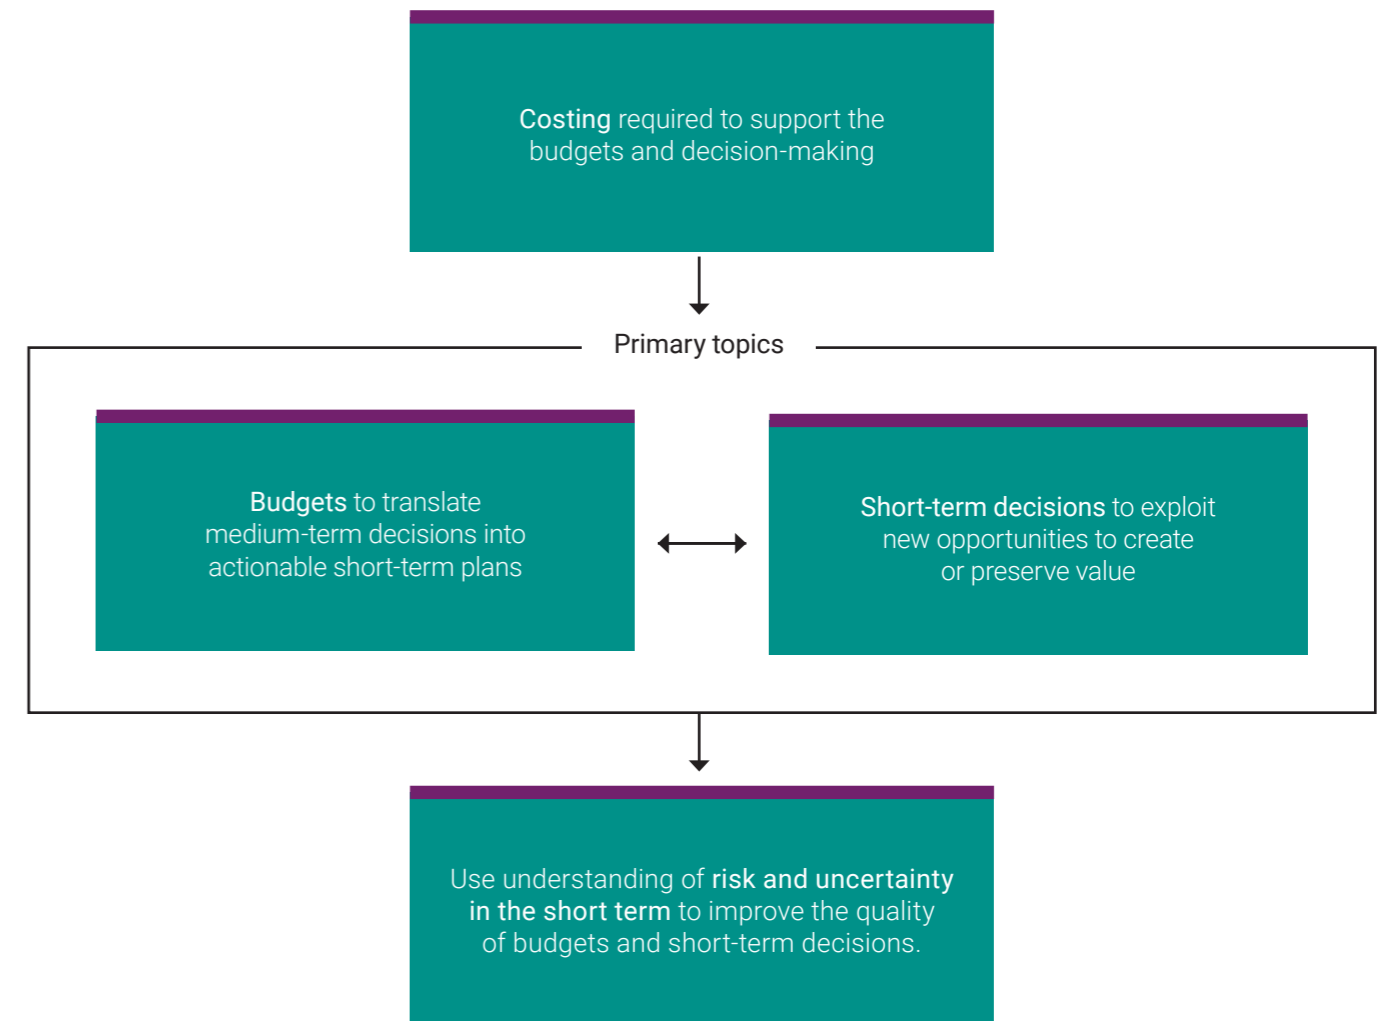 Costing required to support the
budgets and decision-making
Primary topics
Budgets to translate
medium-term decisions into
actionable short-term plans
Short-term decisions to exploit
new opportunities to create
or preserve value
Use understanding of risk and uncertainty
in the short term to improve the quality
of budgets and short-term decisions.